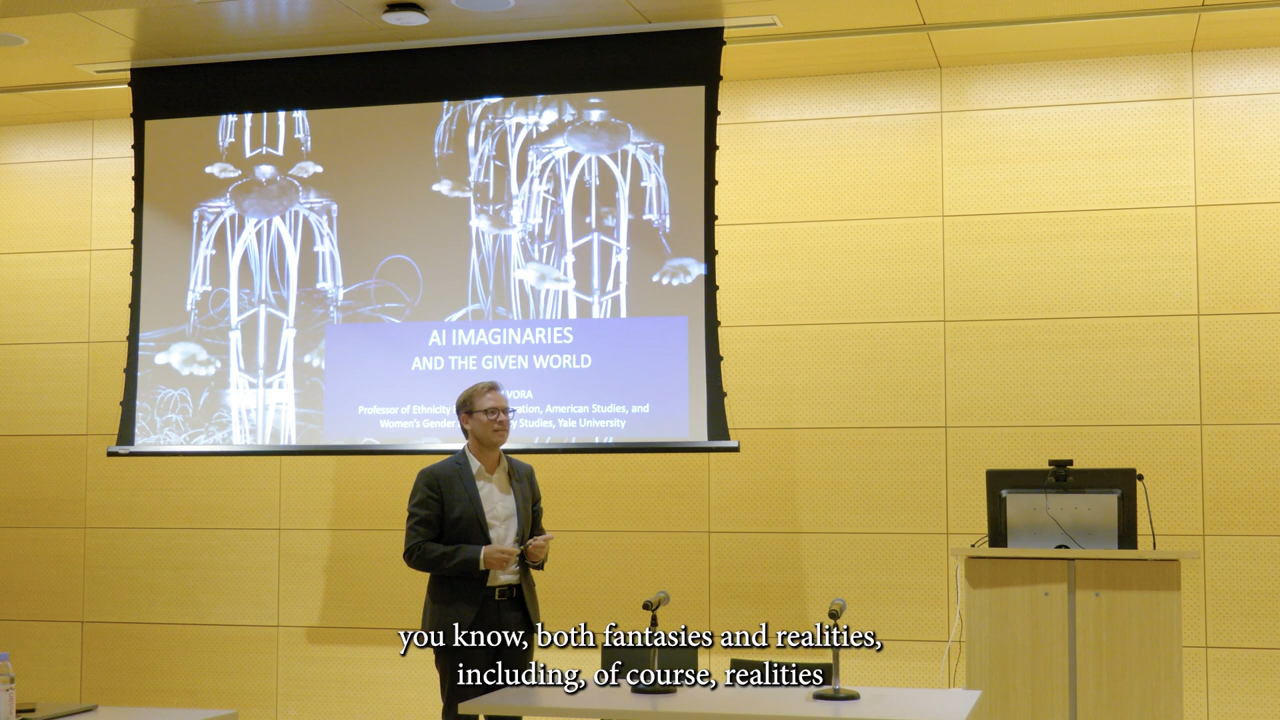 AI IMAGINARIES
AND THE GIVEN WORLD
VORA
Professor of Ethnicity ration, American Studies, and
Women's Gender y Studies, Yale University
you know, both fantasies and realities,
including, of course, realities